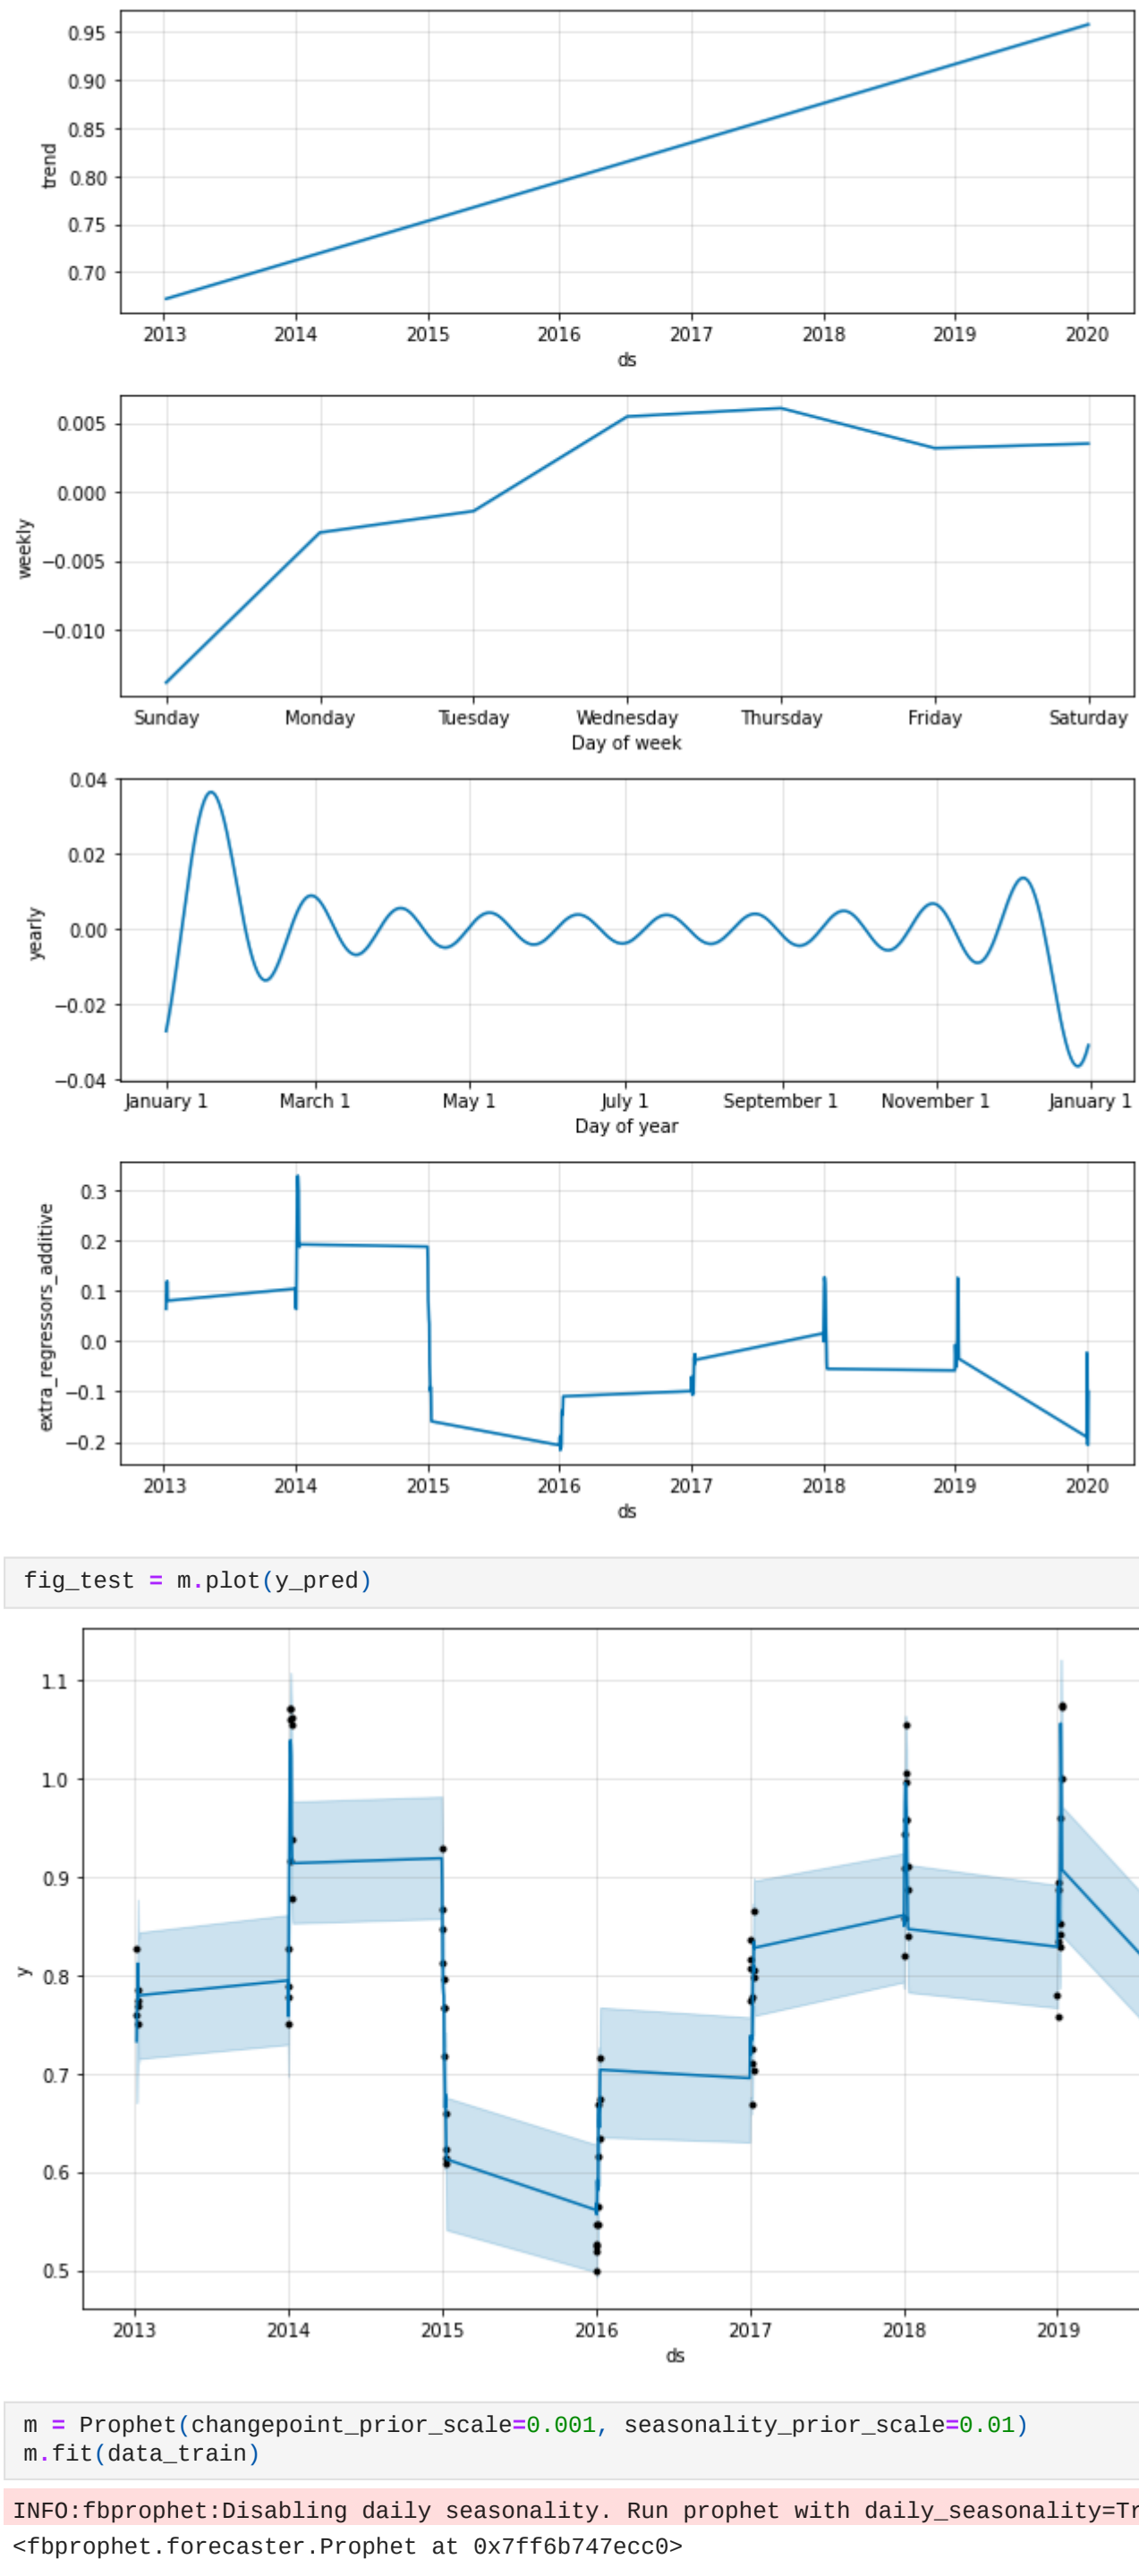 0.95
0.90
0.85
0.80
0.75
0.70
trend
2013 2014 2015 2016 2017 2018 2019 2020
ds
0.005
0.000
−0.005
−0.010
weekly
Sunday Monday Tuesday Wednesday Thursday Friday Saturday
Day of week
0.04
0.02
0.00
−0.02
−0.04
yearly
January 1 March 1 May 1 July 1 September 1 November 1 January 1
Day of year
0.3
0.2
0.1
0.0
−0.1
−0.2
extra_regressors_additive
2013 2014 2015 2016 2017 2018 2019 2020
ds
fig_test = m.plot(y_pred)
1.1
1.0
0.9
0.8
0.7
0.6
0.5
y
2013 2014 2015 2016 2017 2018 2019
ds
m = Prophet(changepoint_prior_scale=0.001, seasonality_prior_scale=0.01)
m.fit(data_train)
INFO:fbprophet:Disabling daily seasonality. Run prophet with daily_seasonality=Tr
<fbprophet.forecaster.Prophet at 0x7ff6b747ecc0>